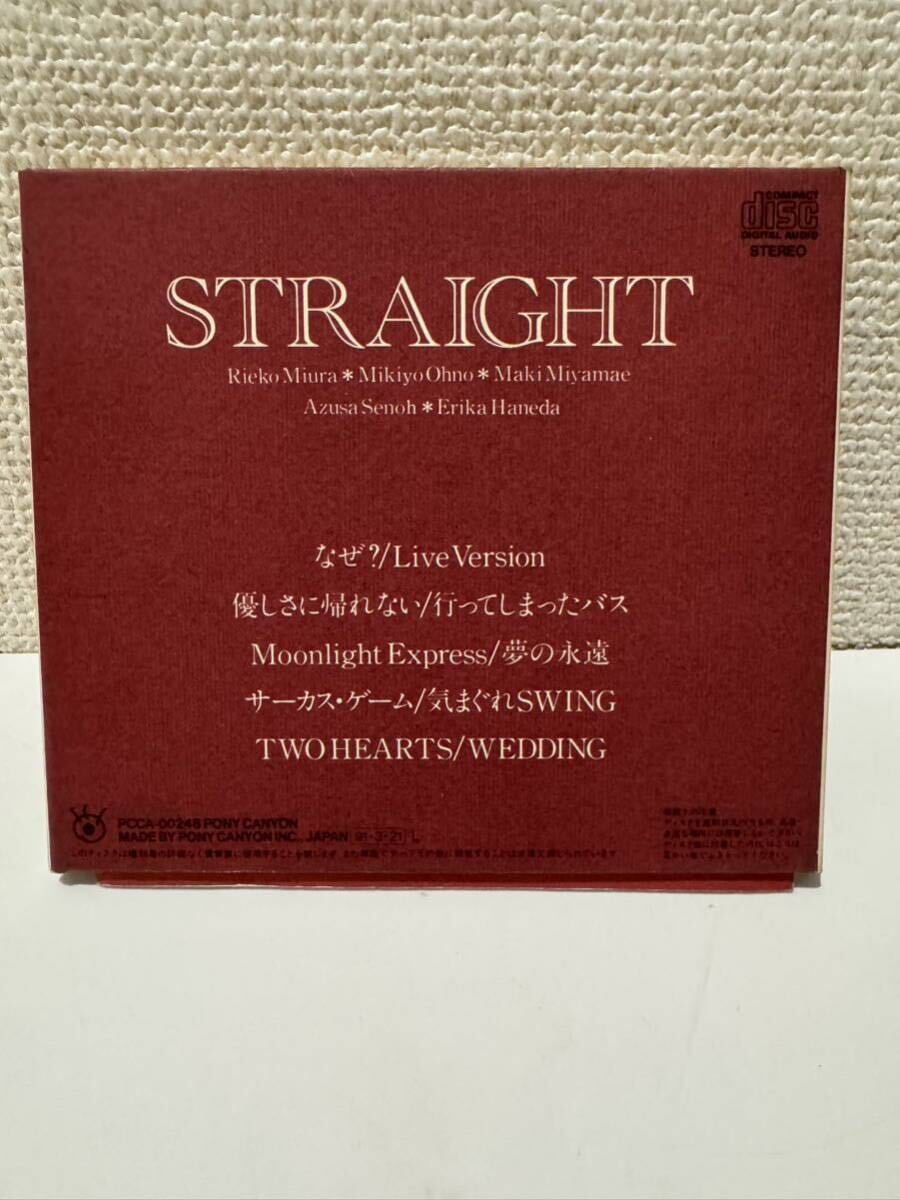 COMPACT
disc
DIGITAL AUDIO
STEREO
STRAIGHT
Rieko Miura＊Mikiyo Ohno＊Maki Miyamae
Azusa Senoh＊Erika Haneda
なぜ?/Live Version
優しさに帰れない/行ってしまったバス
Moonlight Express/夢の永遠
サーカス・ゲーム/気まぐれSWING
TWO HEARTS/WEDDING
PCCA-00248 PONY CANYON
MADE BY PONY CANYON INC., JAPAN 91・3・21 L